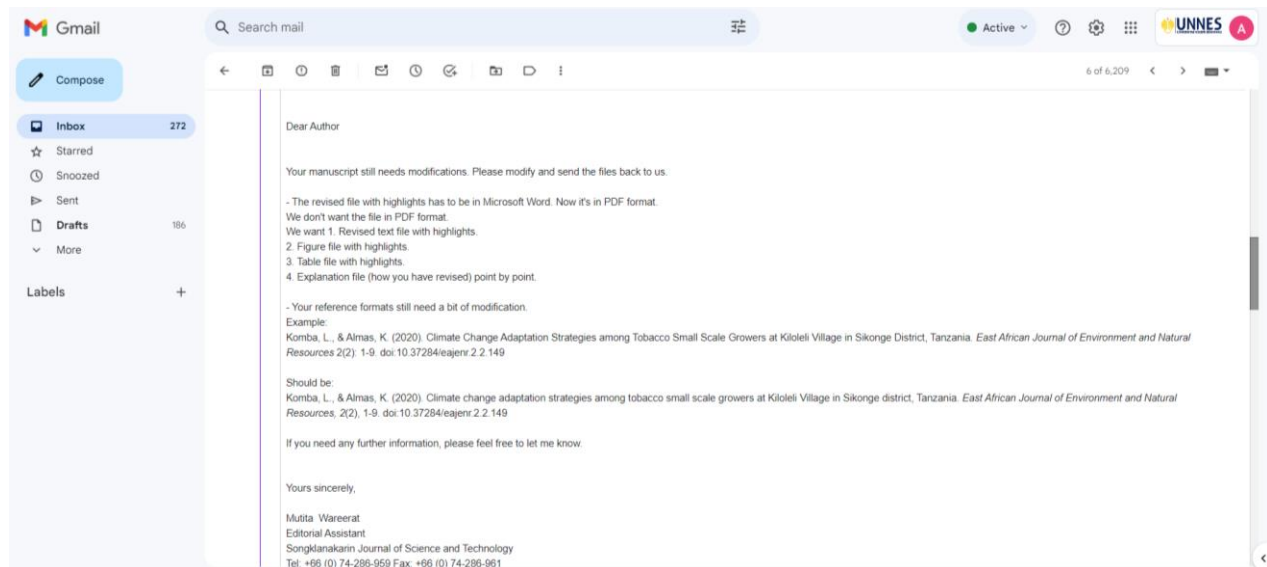 Gmail
Search mail
Active
UNNES
A
Compose
6 of 6,209
Inbox 272
Starred
Snoozed
Sent
Drafts 186
More
Labels
Dear Author
Your manuscript still needs modifications. Please modify and send the files back to us.
- The revised file with highlights has to be in Microsoft Word. Now it's in PDF format.
We don't want the file in PDF format.
We want 1. Revised text file with highlights.
2. Figure file with highlights.
3. Table file with highlights.
4. Explanation file (how you have revised) point by point.
- Your reference formats still need a bit of modification.
Example:
Komba, L., & Almas, K. (2020). Climate Change Adaptation Strategies among Tobacco Small Scale Growers at Kiloleli Village in Sikonge District, Tanzania. East African Journal of Environment and Natural
Resources 2(2): 1-9. doi:10.37284/eajenr.2.2.149
Should be:
Komba, L., & Almas, K. (2020). Climate change adaptation strategies among tobacco small scale growers at Kiloleli Village in Sikonge district, Tanzania. East African Journal of Environment and Natural
Resources, 2(2), 1-9. doi:10.37284/eajenr.2.2.149
If you need any further information, please feel free to let me know.
Yours sincerely,
Mutita Wareerat
Editorial Assistant
Songklanakarin Journal of Science and Technology
Tel: +66 (0) 74-286-959 Fax: +66 (0) 74-286-961